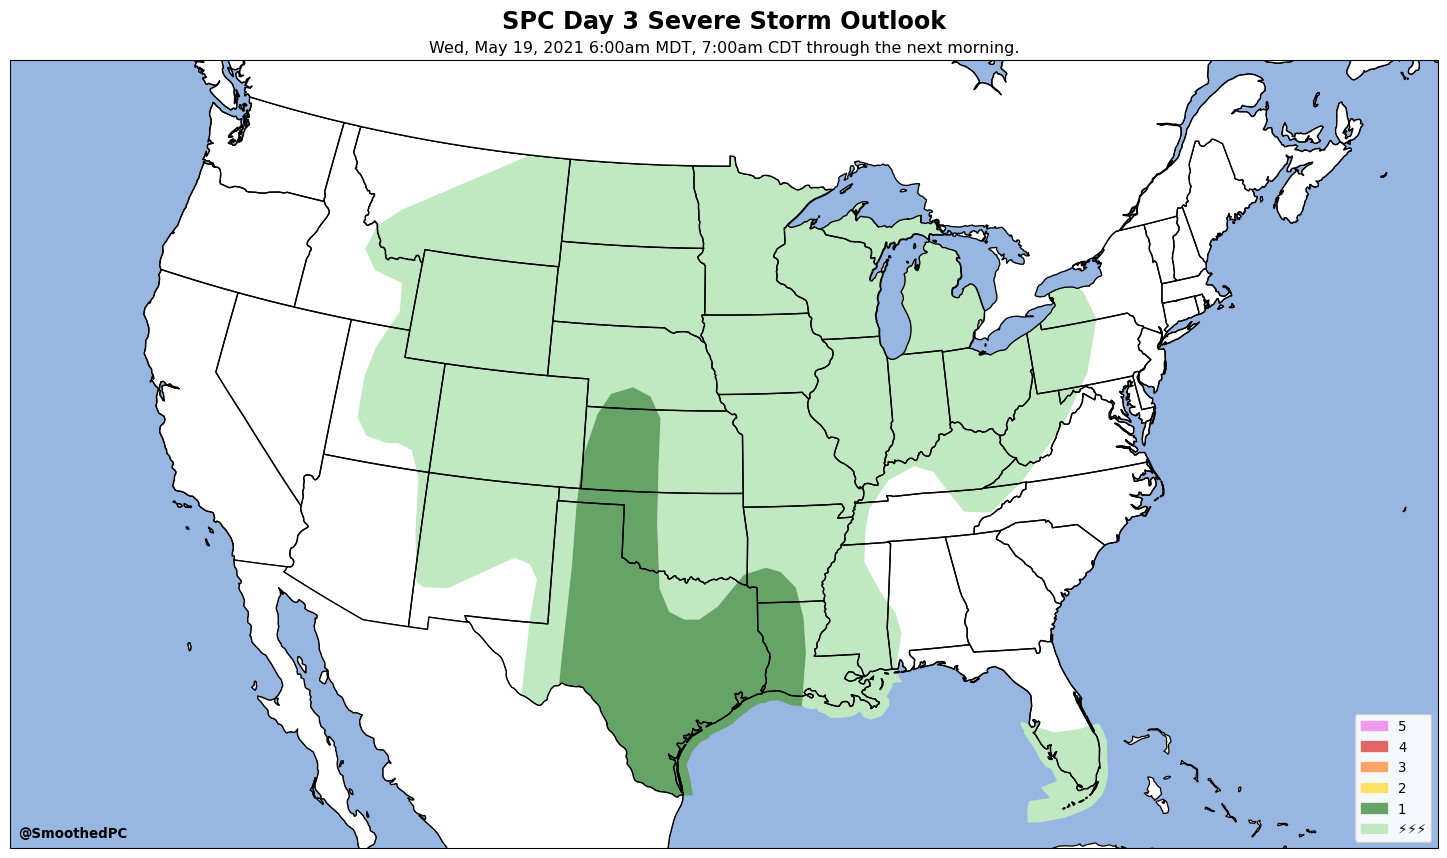 SPC Day 3 Severe Storm Outlook
Wed, May 19, 2021 6:00am MDT, 7:00am CDT through the next morning.
5
4
3
2
1
⚡⚡⚡
@SmoothedPC